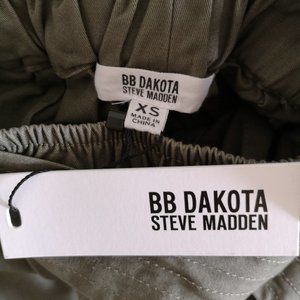 BB DAKOTA
STEVE MADDEN
XS
MADE IN
CHINA
BB DAKOTA
STEVE MADDEN